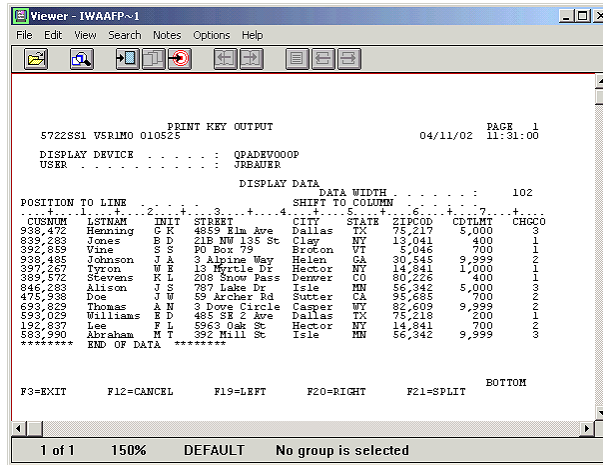 Viewer - IWAAFP~1
File Edit View Search Notes Options Help
PRINT KEY OUTPUT PAGE 1
5722SS1 V5R1M0 010525 04/11/02 11:31:00
DISPLAY DEVICE . . . . . : QPADEV000P
USER . . . . . . . . . . : JRBAUER
DISPLAY DATA
DATA WIDTH . . . . . . : 102
POSITION TO LINE . . . . . SHIFT TO COLUMN . . . . . .
....+....1....+....2....+....3....+....4....+....5....+....6....+....7....+
CUSNUM LSTNAM INIT STREET CITY STATE ZIPCOD CDTLMT CHGCO
938,472 Henning G K 4859 Elm Ave Dallas TX 75,217 5,000 3
839,283 Jones B D 21B NW 135 St Clay NY 13,041 400 1
392,859 Vine S S PO Box 79 Broton VT 5,046 700 1
938,485 Johnson J A 3 Alpine Way Helen GA 30,545 9,999 2
397,267 Tyron W E 13 Myrtle Dr Hector NY 14,841 1,000 1
389,572 Stevens K L 208 Snow Pass Denver CO 80,226 400 1
846,283 Alison J S 787 Lake Dr Isle MN 56,342 5,000 3
475,938 Doe J W 59 Archer Rd Sutter CA 95,685 700 2
693,829 Thomas A N 3 Dove Circle Casper WY 82,609 9,999 2
593,029 Williams E D 485 SE 2 Ave Dallas TX 75,218 200 1
192,837 Lee F L 5963 Oak St Hector NY 14,841 700 2
583,990 Abraham M T 392 Mill St Isle MN 56,342 9,999 3
******** END OF DATA ********
BOTTOM
F3=EXIT F12=CANCEL F19=LEFT F20=RIGHT F21=SPLIT
1 of 1 150% DEFAULT No group is selected